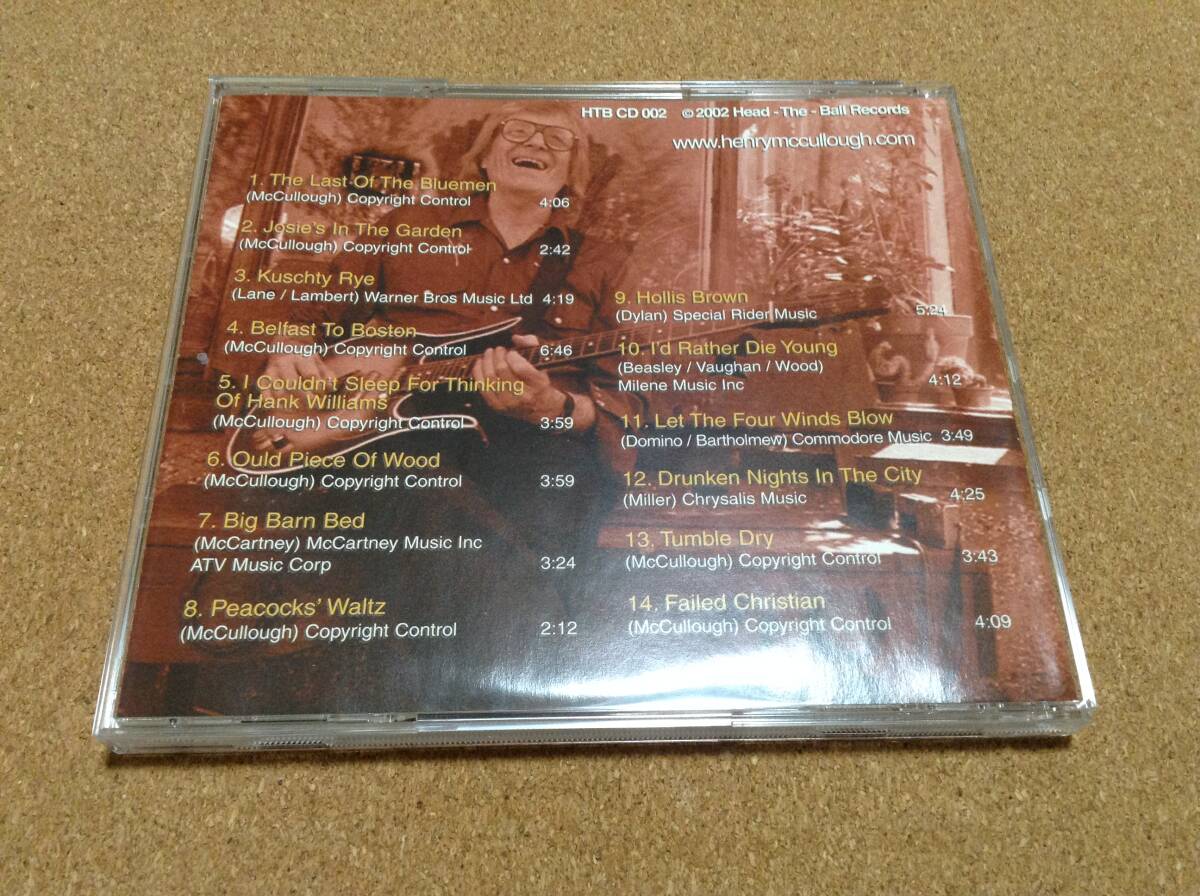 HTB CD 002 © 2002 Head - The - Ball Records
www.henrymccullough.com
1. The Last Of The Bluemen
(McCullough) Copyright Control 4:06
2. Josie's In The Garden
(McCullough) Copyright Control 2:42
3. Kuschty Rye
(Lane / Lambert) Warner Bros Music Ltd 4:19
4. Belfast To Boston
(McCullough) Copyright Control 6:46
5. I Couldn't Sleep For Thinking
Of Hank Williams
(McCullough) Copyright Control 3:59
6. Ould Piece Of Wood
(McCullough) Copyright Control 3:59
7. Big Barn Bed
(McCartney) McCartney Music Inc
ATV Music Corp 3:24
8. Peacocks' Waltz
(McCullough) Copyright Control 2:12
9. Hollis Brown
(Dylan) Special Rider Music 5:24
10. I'd Rather Die Young
(Beasley / Vaughan / Wood)
Milene Music Inc 4:12
11. Let The Four Winds Blow
(Domino / Bartholmew) Commodore Music 3:49
12. Drunken Nights In The City
(Miller) Chrysalis Music 4:25
13. Tumble Dry
(McCullough) Copyright Control 3:43
14. Failed Christian
(McCullough) Copyright Control 4:09